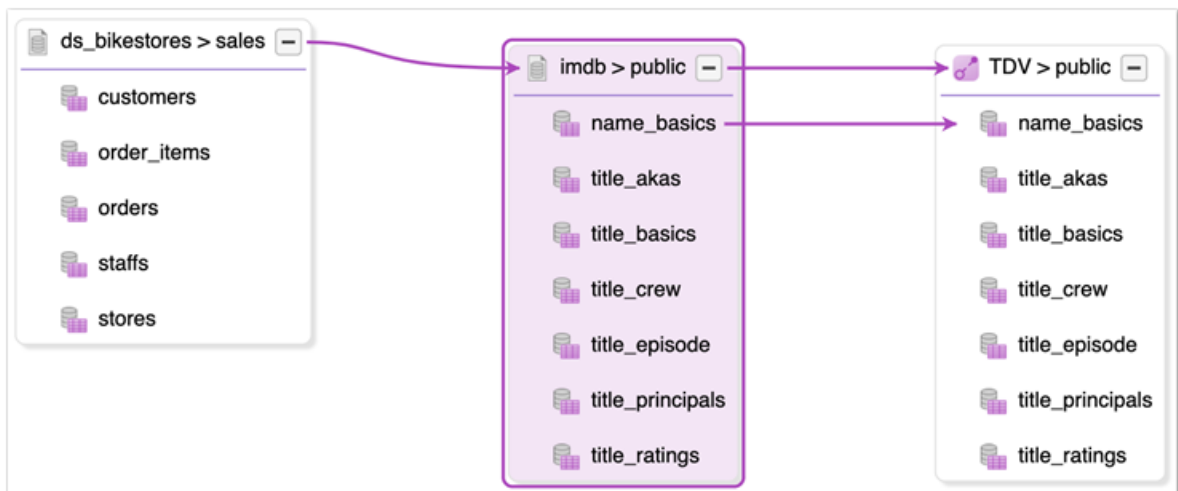 ds_bikestores > sales
customers
order_items
orders
staffs
stores
imdb > public
name_basics
title_akas
title_basics
title_crew
title_episode
title_principals
title_ratings
TDV > public
name_basics
title_akas
title_basics
title_crew
title_episode
title_principals
title_ratings